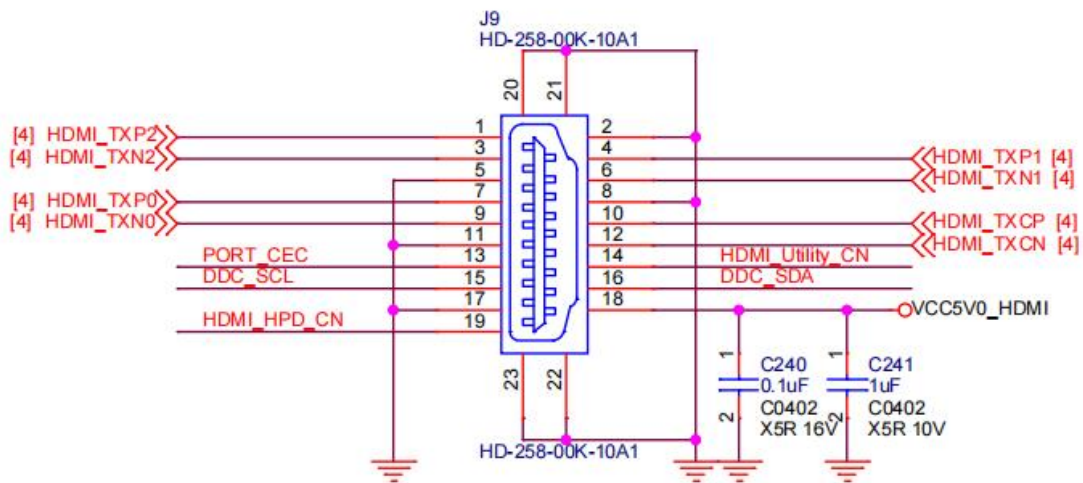 J9
HD-258-00K-10A1
20
21
[4] HDMI_TXP2
1
2
[4] HDMI_TXN2
3
4
HDMI_TXP1 [4]
5
6
HDMI_TXN1 [4]
[4] HDMI_TXP0
7
8
[4] HDMI_TXN0
9
10
HDMI_TXCP [4]
11
12
HDMI_TXCN [4]
PORT_CEC
13
14
HDMI_Utility_CN
DDC_SCL
15
16
DDC_SDA
17
18
VCC5V0_HDMI
HDMI_HPD_CN
19
23
22
HD-258-00K-10A1
1
C240
0.1uF
C0402
X5R 16V
2
1
C241
1uF
C0402
X5R 10V
2